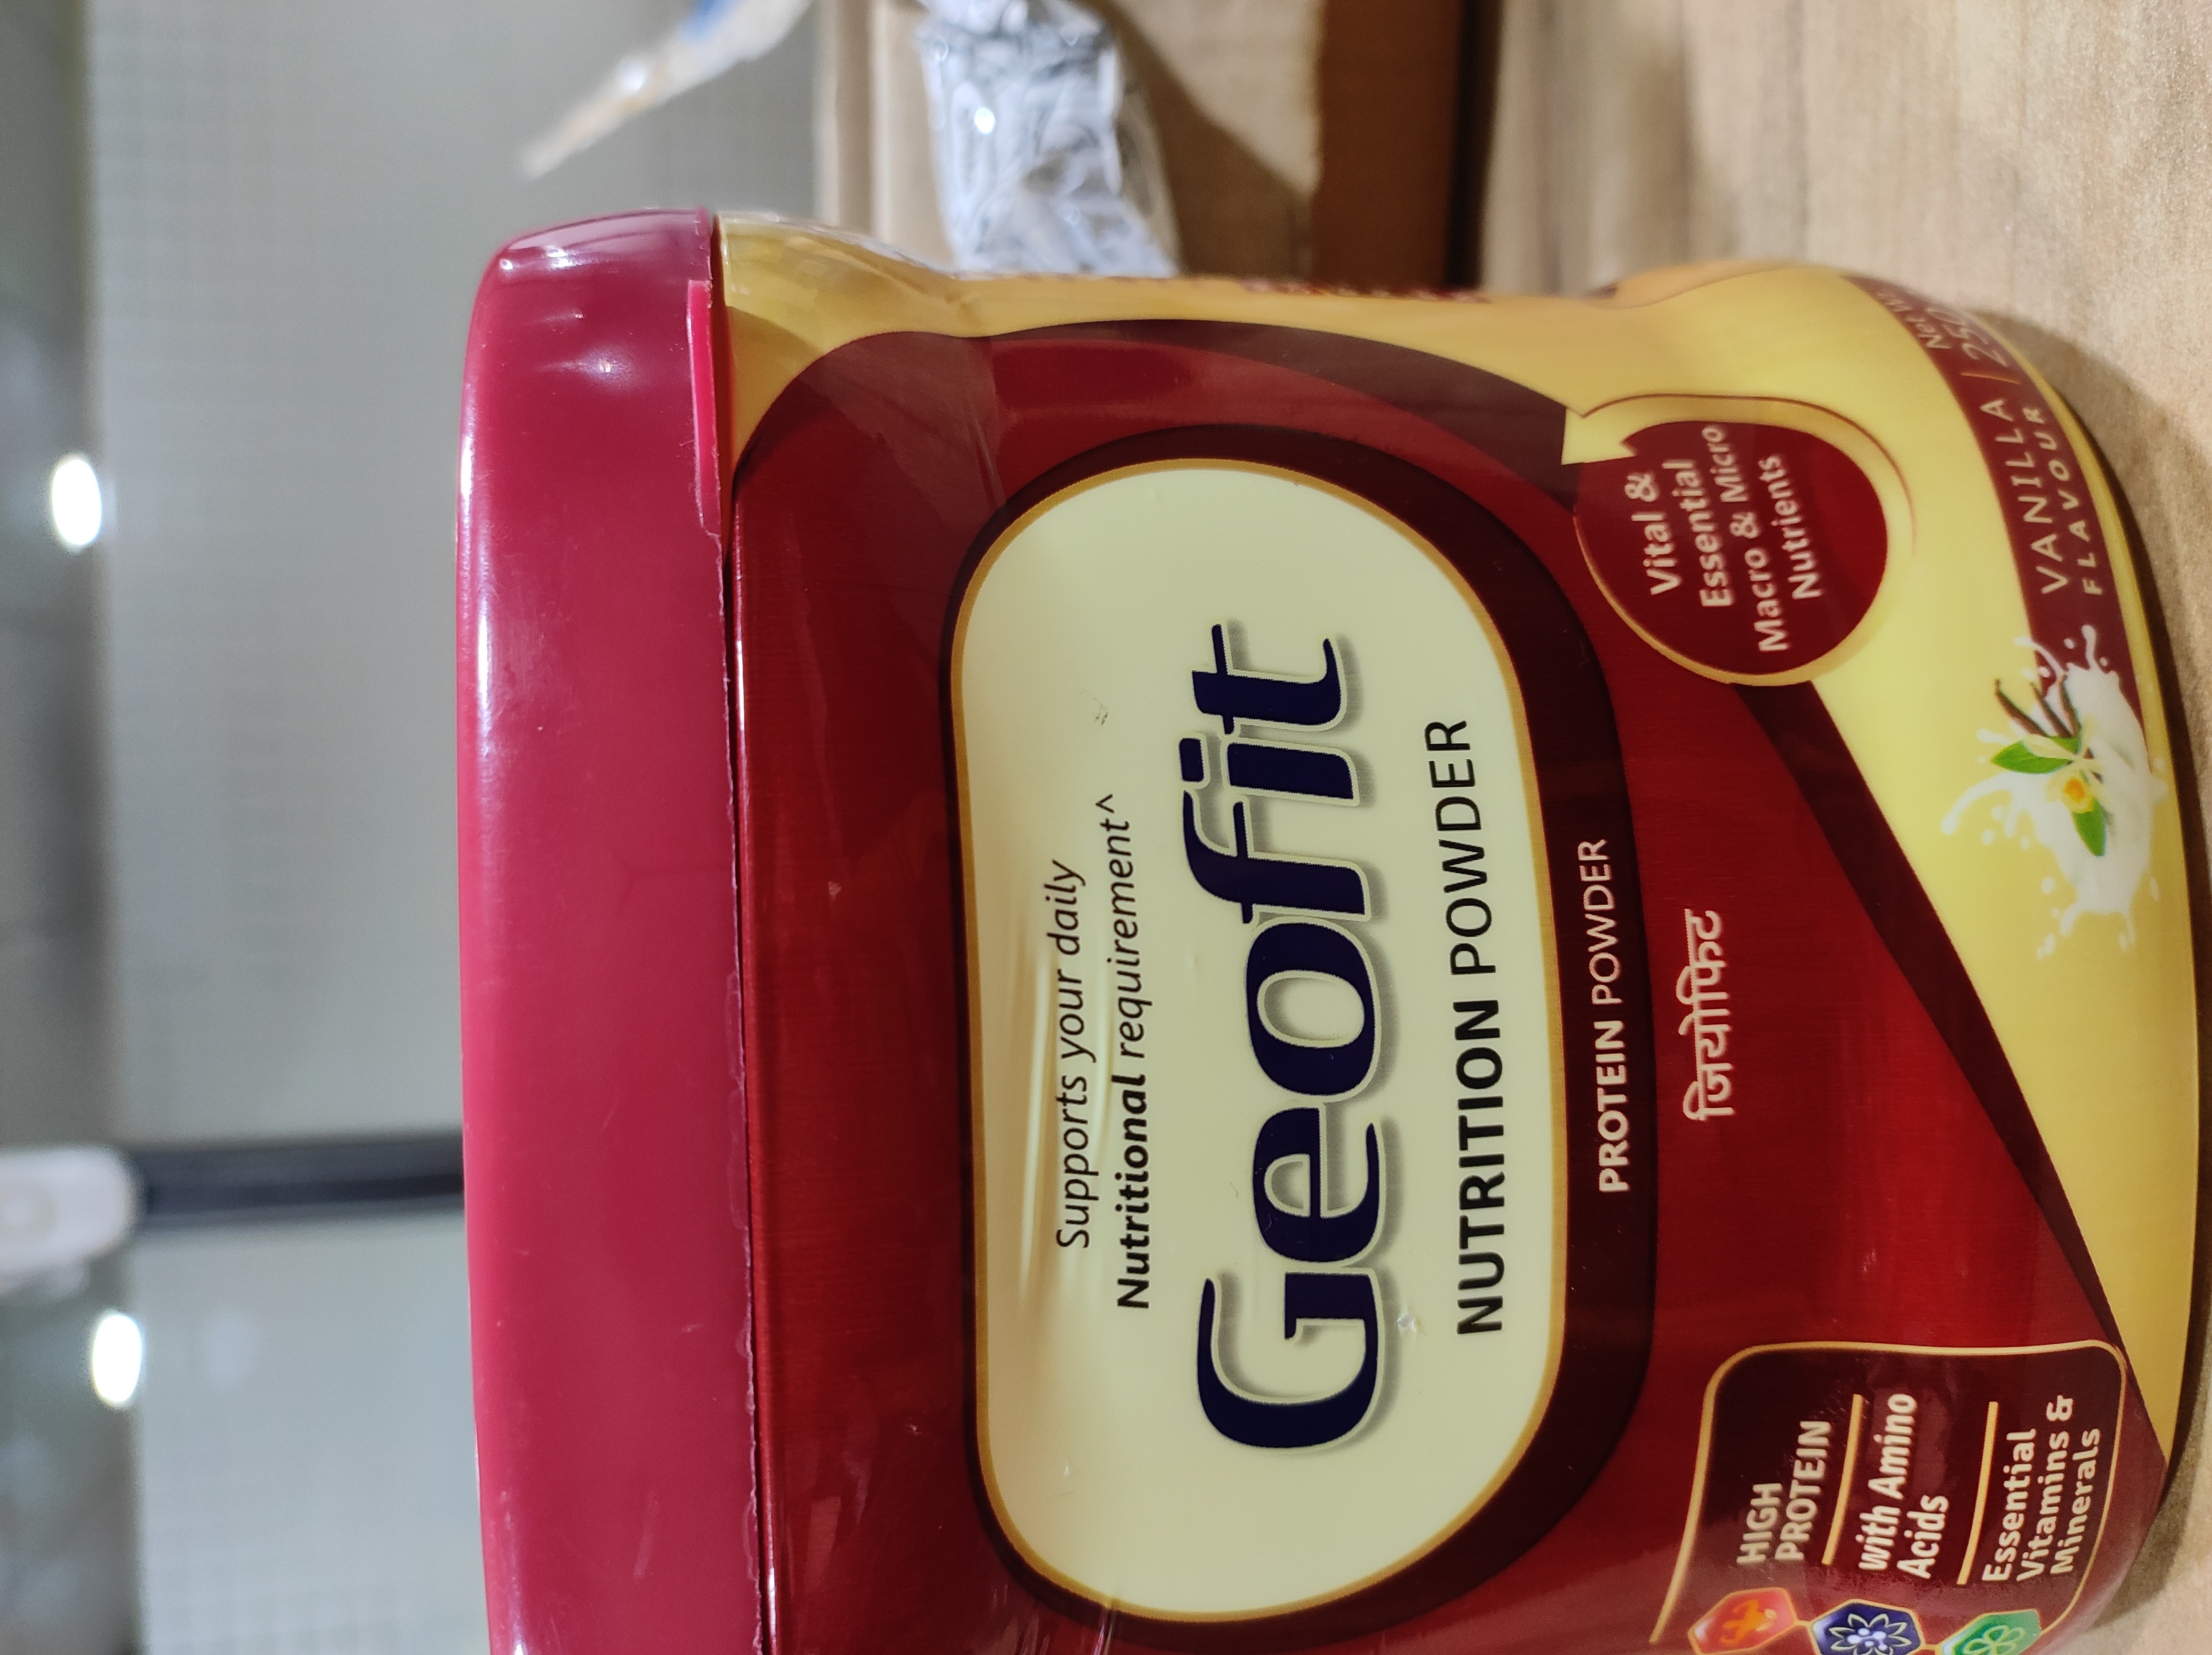 Supports your daily
Nutritional requirement^
Geofit
NUTRITION POWDER
PROTEIN POWDER
जियोफिट
Vital &
Essential
Macro & Micro
Nutrients
HIGH
PROTEIN
with Amino
Acids
Essential
Vitamins &
Minerals
VANILLA
FLAVOUR